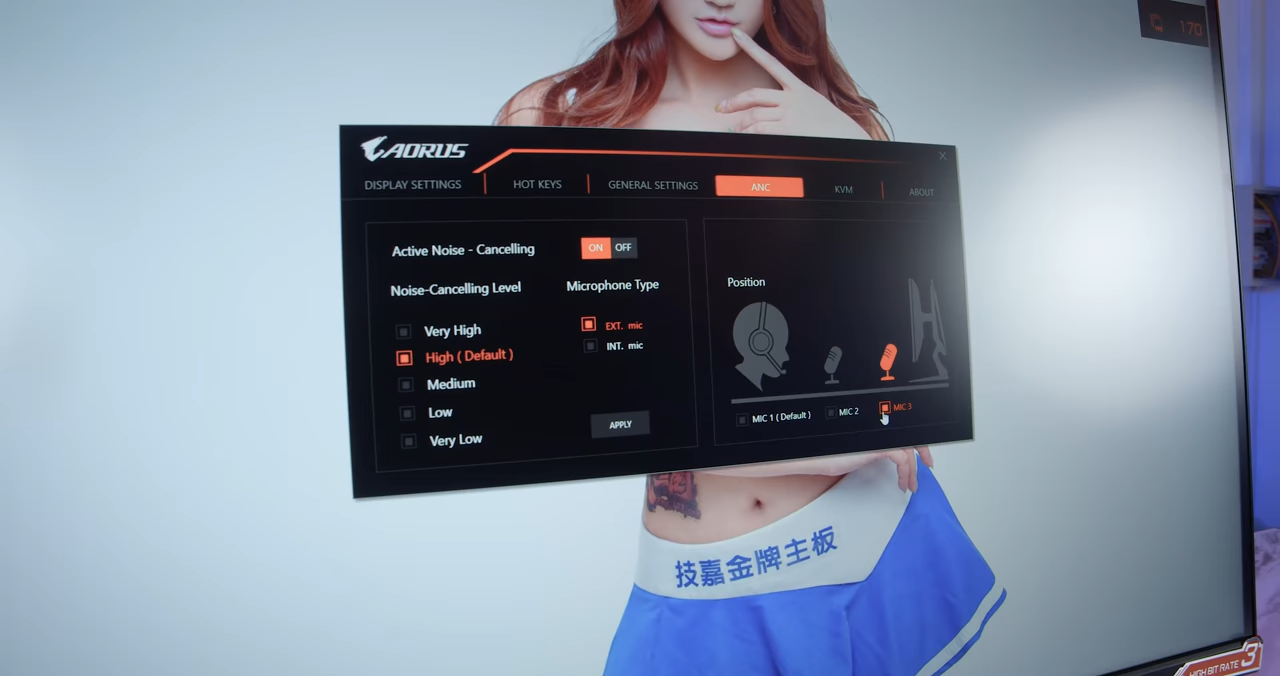 170
AORUS
DISPLAY SETTINGS
HOT KEYS
GENERAL SETTINGS
ANC
KVM
ABOUT
Active Noise - Cancelling
ON OFF
Noise-Cancelling Level
Very High
High ( Default )
Medium
Low
Very Low
Microphone Type
EXT. mic
INT. mic
APPLY
Position
MIC 1 ( Default )
MIC 2
MIC 3
技嘉金牌主板
HIGH BIT RATE 3